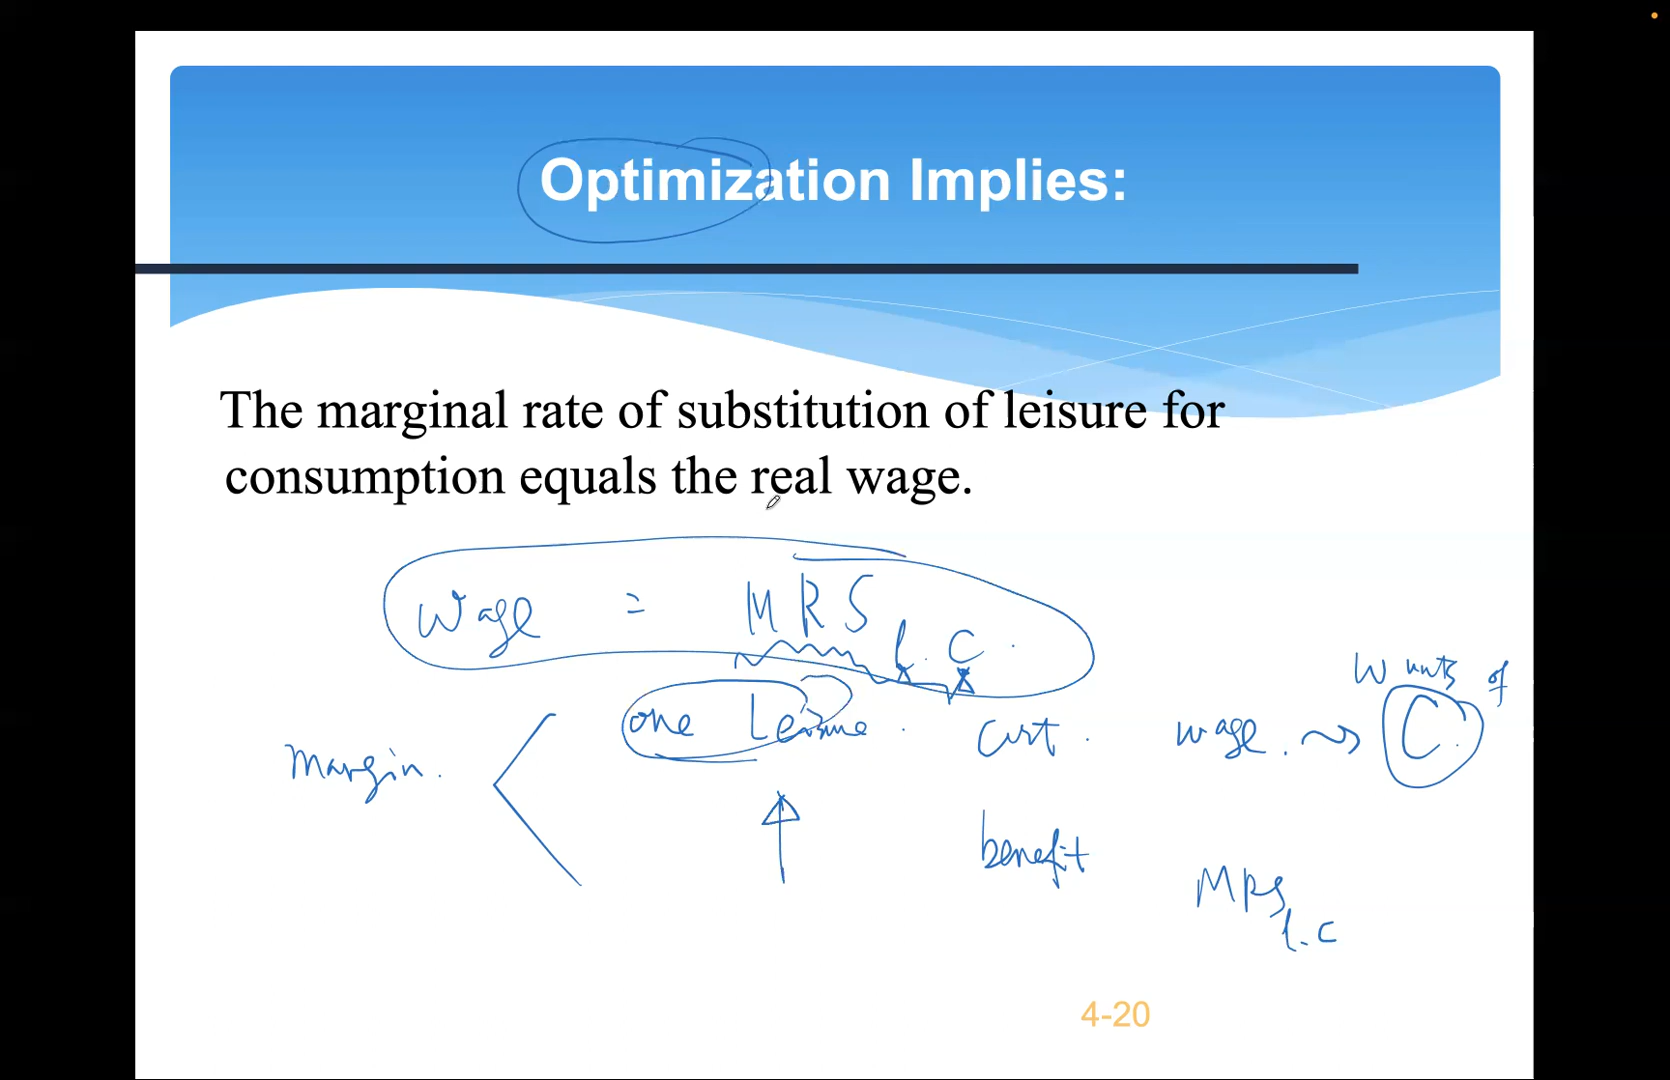 Optimization Implies:
The marginal rate of substitution of leisure for
consumption equals the real wage.
Wage = MRS l.c.
W units of
one Leisure. Cost. wage. C.
margin.
benefit
MRS l.c
4-20